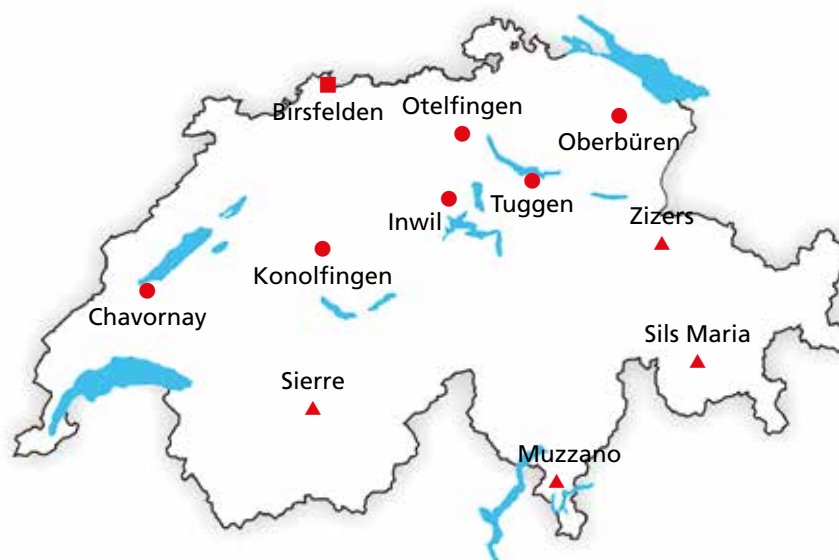 Otelfingen
Birsfelden
Oberbüren
Tuggen
Inwil
Zizers
Konolfingen
Chavornay
Sils Maria
Sierre
Muzzano